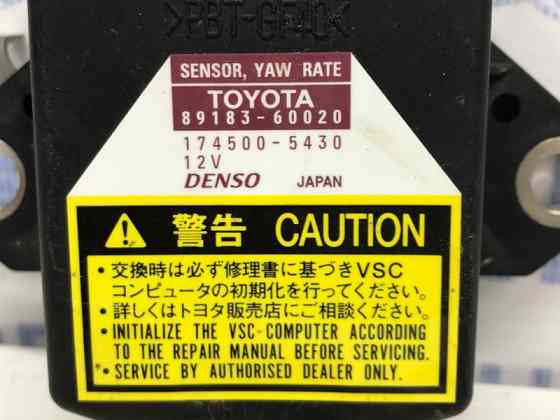 >PBT-GF40<
SENSOR, YAW RATE
TOYOTA
89183-60020
174500-5430
12V
DENSO JAPAN
警告 CAUTION
・交換時は必ず修理書に基づきVSC
コンピュータの初期化を行ってください。
・詳しくはトヨタ販売店にご相談ください。
・INITIALIZE THE VSC-COMPUTER ACCORDING
TO THE REPAIR MANUAL BEFORE SERVICING.
・SERVICE BY AUTHORISED DEALER ONLY.